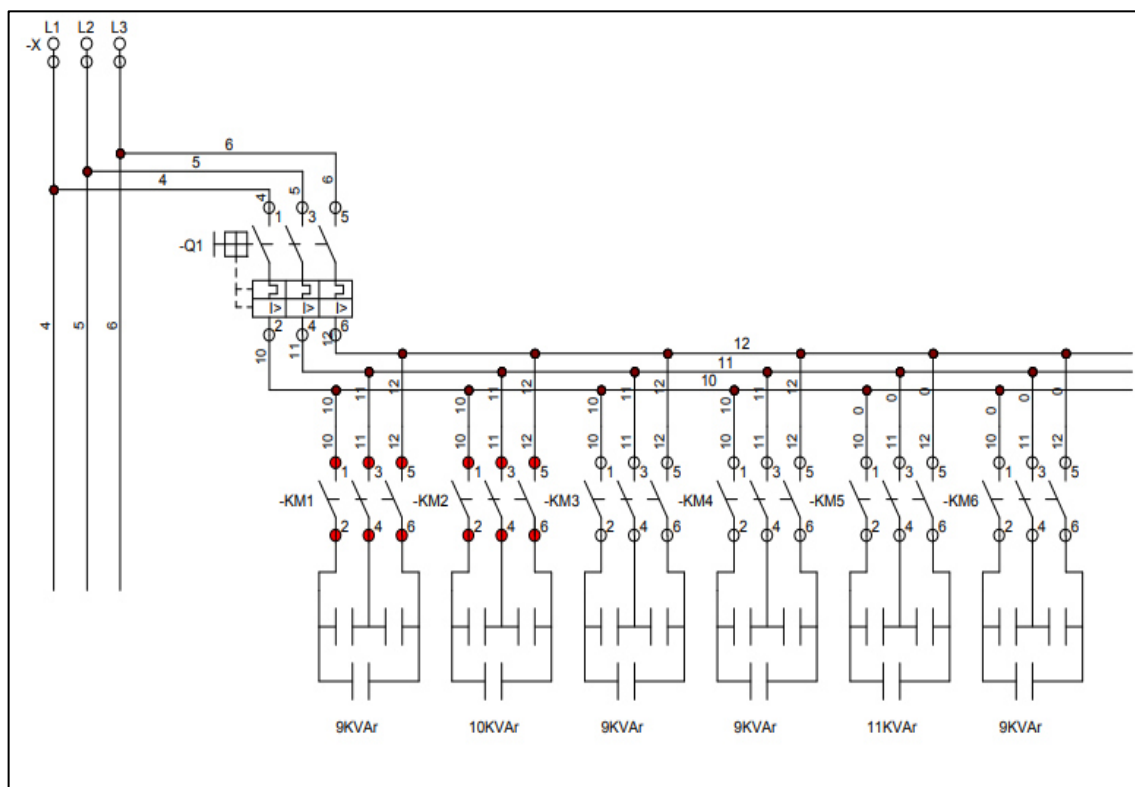 L1 L2 L3
-X
6
5
4
4 5 6
1 3 5
-Q1
I> I> I>
2 4 6
4 5 6
10 11 12
12
11
10
10 11 12 10 11 12 10 11 12 10 11 12 0 0 0 0 0 0
10 11 12 10 11 12 10 11 12 10 11 12 10 11 12 10 11 12
1 3 5 1 3 5 1 3 5 1 3 5 1 3 5 1 3 5
-KM1 -KM2 -KM3 -KM4 -KM5 -KM6
2 4 6 2 4 6 2 4 6 2 4 6 2 4 6 2 4 6
9KVAr 10KVAr 9KVAr 9KVAr 11KVAr 9KVAr